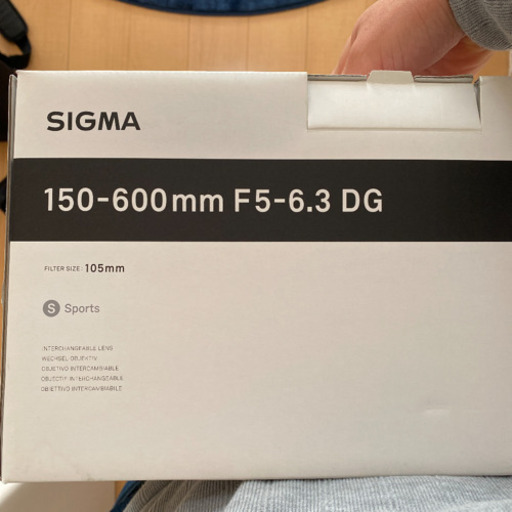 SIGMA
150-600mm F5-6.3 DG
FILTER SIZE: 105mm
S Sports
INTERCHANGEABLE LENS
WECHSEL OBJEKTIV
OBJETIVO INTERCAMBIABLE
OBJECTIF INTERCHANGEABLE
OBIETTIVO INTERCAMBIABILE